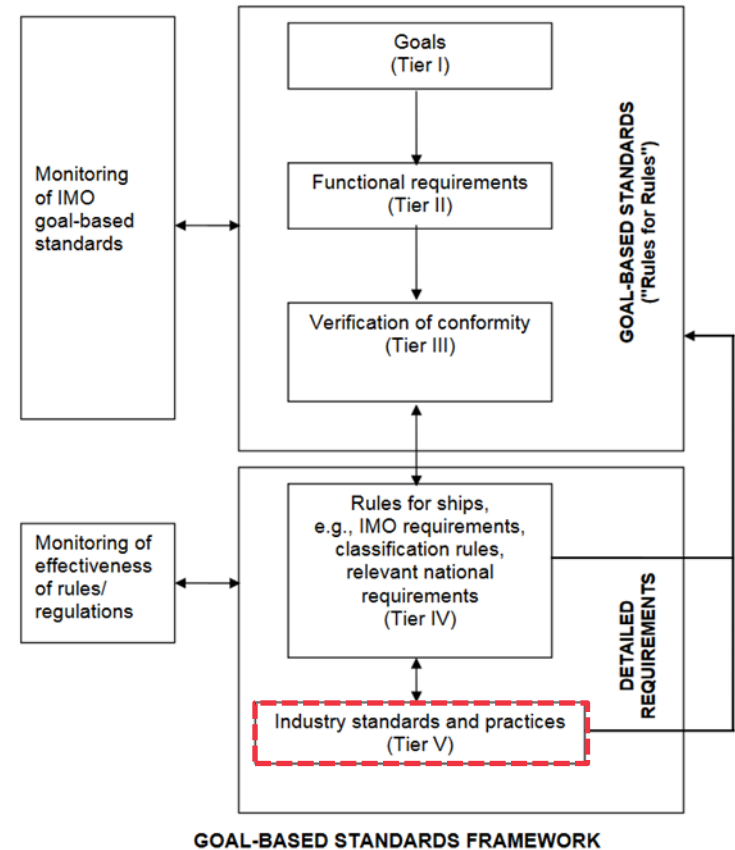 Goals
(Tier I)
Monitoring
of IMO
goal-based
standards
Functional requirements
(Tier II)
Verification of conformity
(Tier III)
GOAL-BASED STANDARDS
("Rules for Rules")
Monitoring of
effectiveness
of rules/
regulations
Rules for ships,
e.g., IMO requirements,
classification rules,
relevant national
requirements
(Tier IV)
Industry standards and practices
(Tier V)
DETAILED
REQUIREMENTS
GOAL-BASED STANDARDS FRAMEWORK